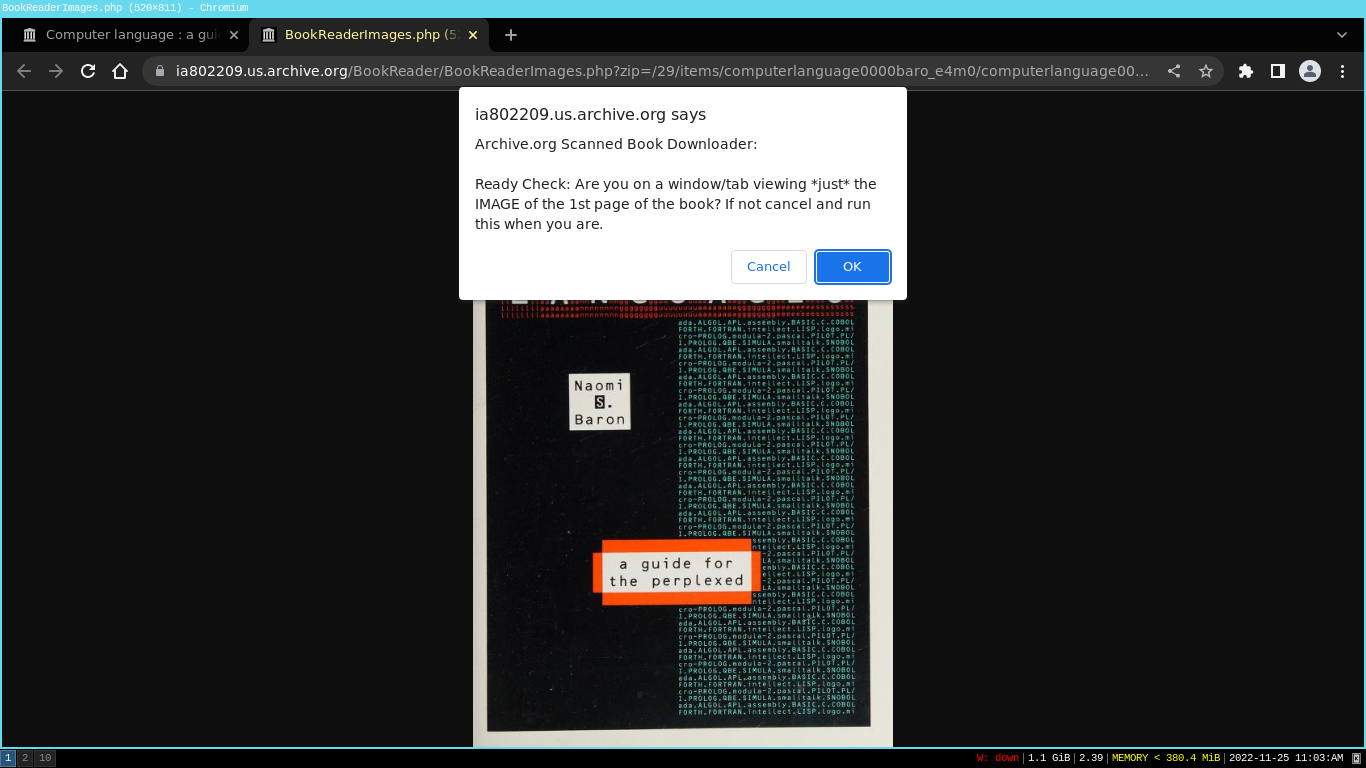 BookReaderImages.php (520×811) - Chromium
Computer language : a gui
BookReaderImages.php (5
ia802209.us.archive.org/BookReader/BookReaderImages.php?zip=/29/items/computerlanguage0000baro_e4m0/computerlanguage00...
ia802209.us.archive.org says
Archive.org Scanned Book Downloader:
Ready Check: Are you on a window/tab viewing *just* the
IMAGE of the 1st page of the book? If not cancel and run
this when you are.
Cancel
OK
ada.ALGOL.APL.assembly.BASIC.C.COBOL
FORTH.FORTRAN.intellect.LISP.logo.mi
cro-PROLOG.modula-2.pascal.PILOT.PL/
I.PROLOG.QBE.SIMULA.smalltalk.SNOBOL
Naomi
S.
Baron
a guide for
the perplexed
1 2 10
W: down|1.1 GiB|2.39|MEMORY < 380.4 MiB|2022-11-25 11:03:AM